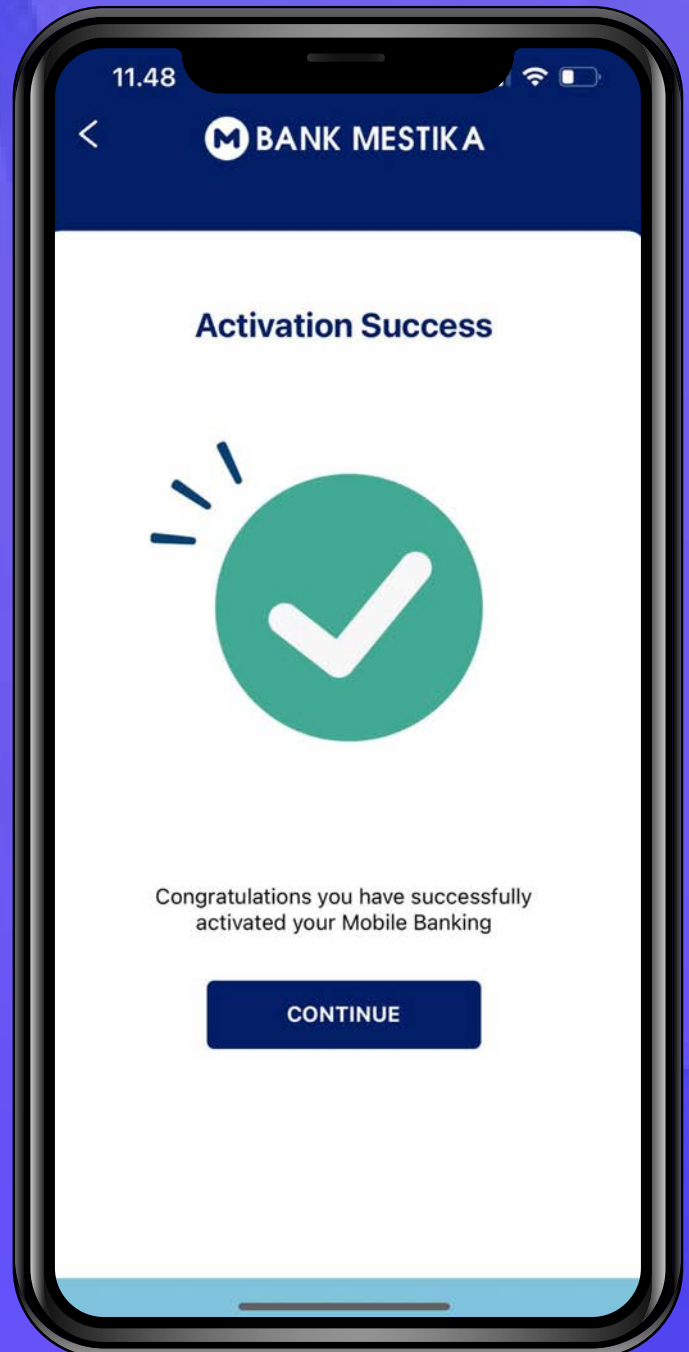 11.48
M BANK MESTIKA
Activation Success
Congratulations you have successfully
activated your Mobile Banking
CONTINUE